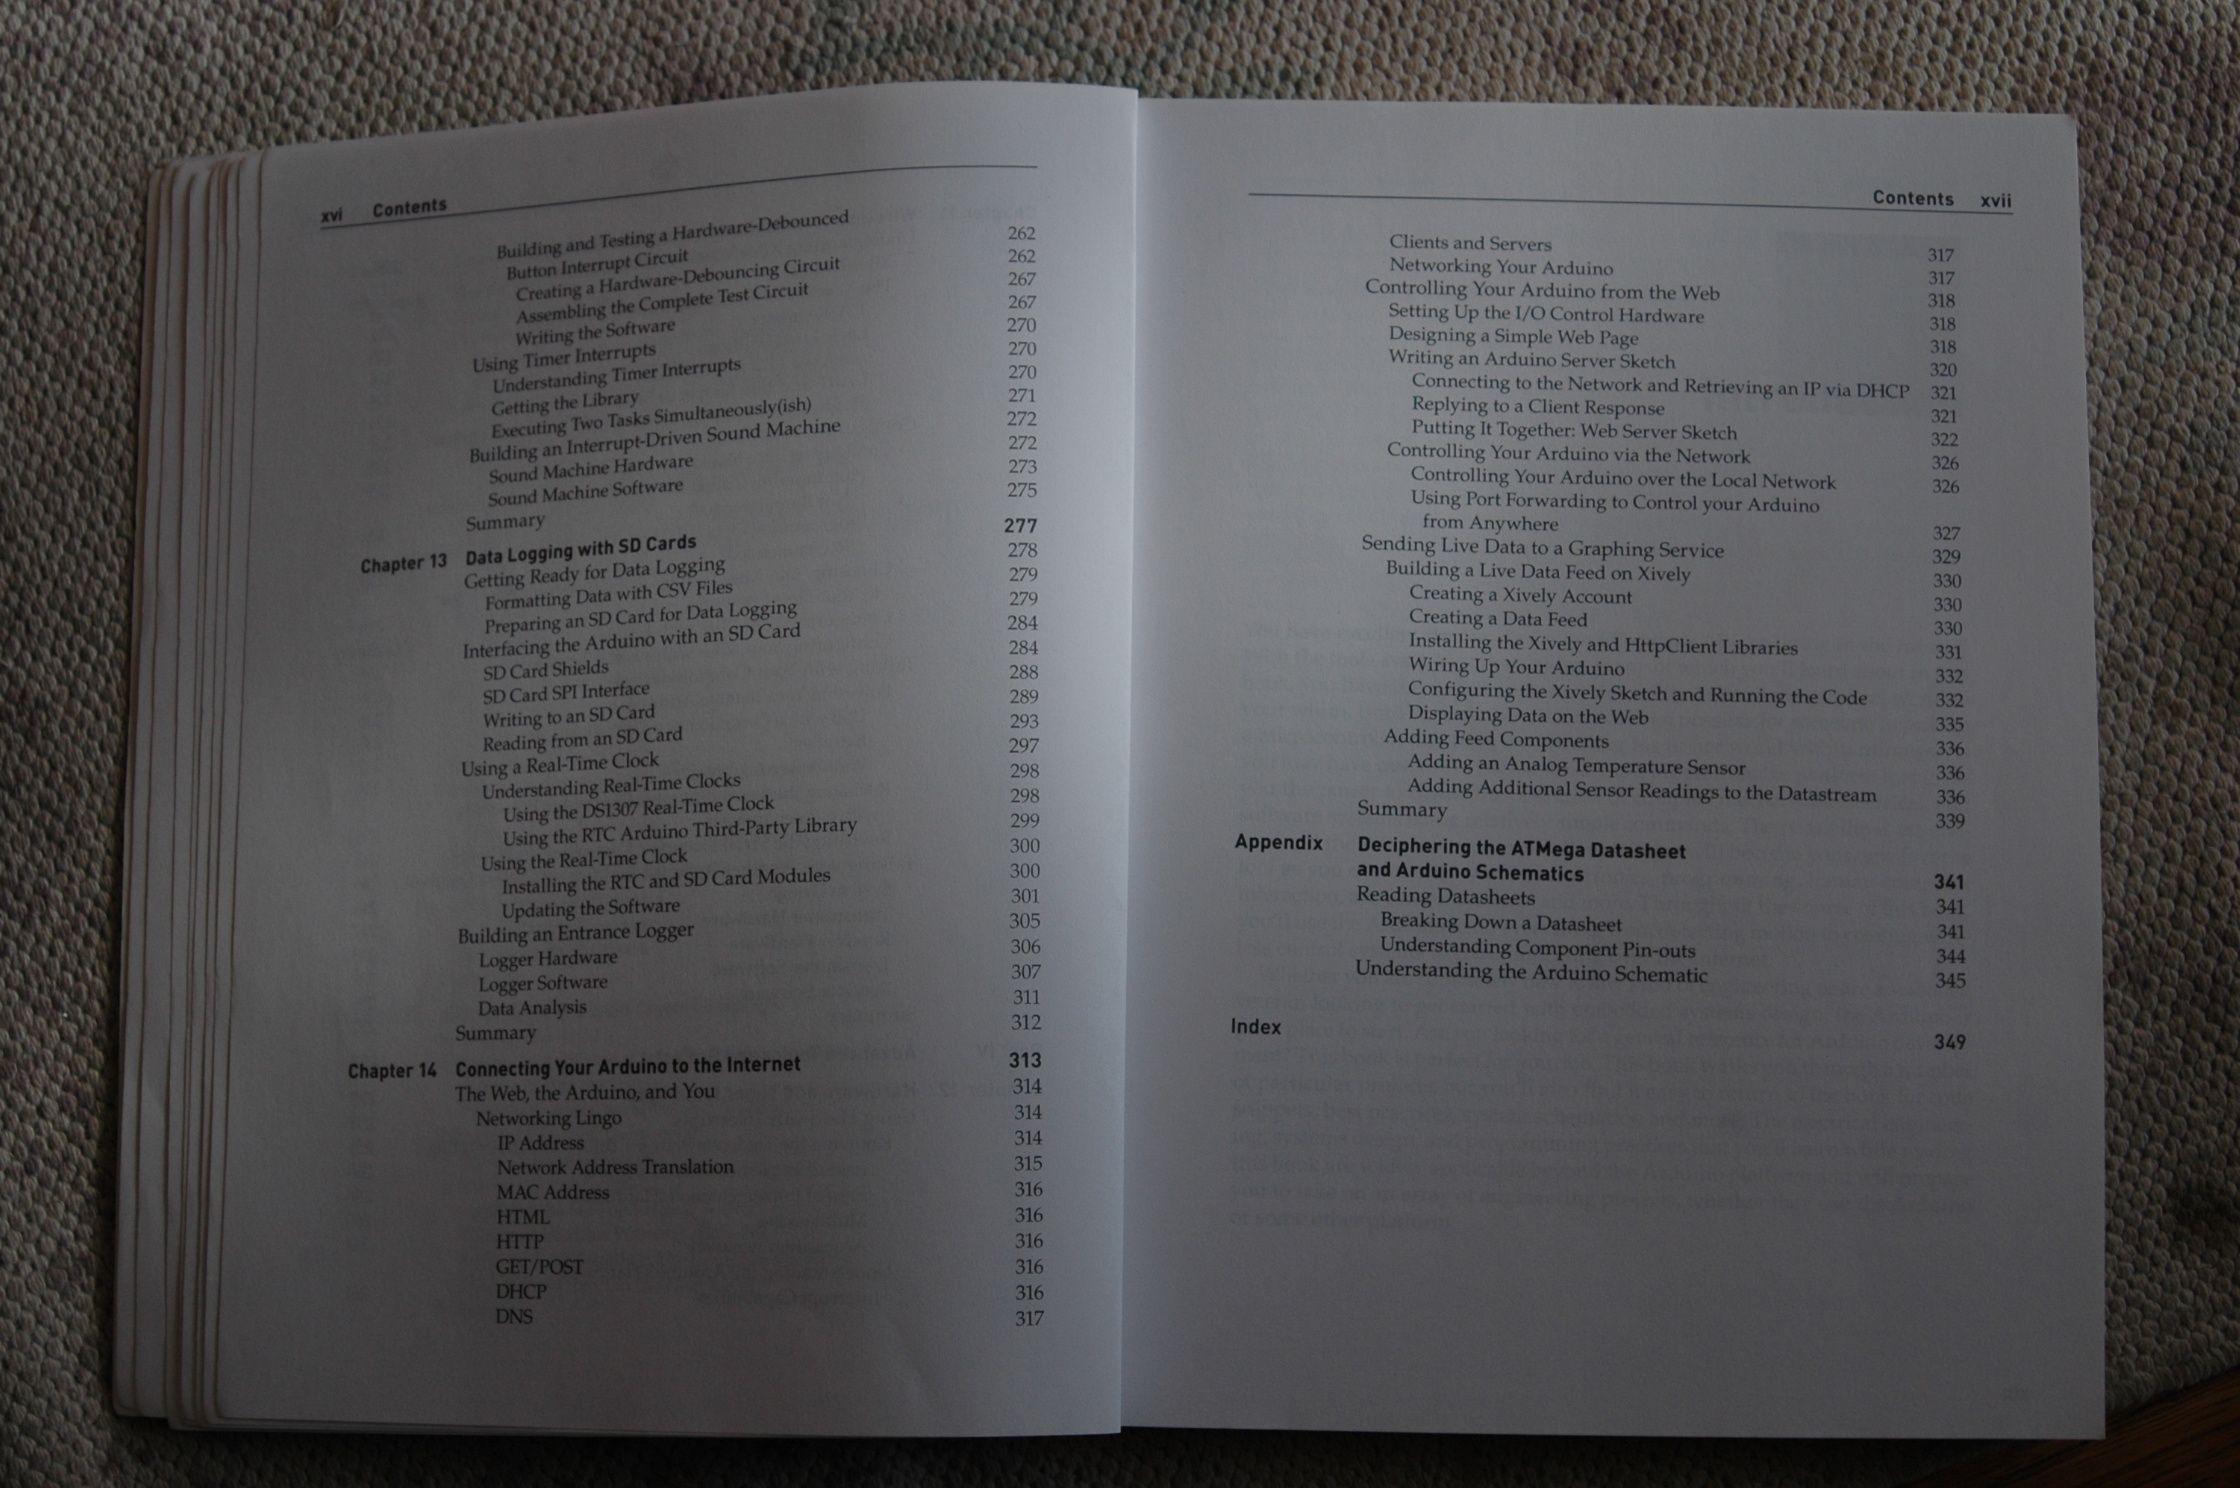 xvi Contents
Building and Testing a Hardware-Debounced
Button Interrupt Circuit 262
Creating a Hardware-Debouncing Circuit 262
Assembling the Complete Test Circuit 267
Writing the Software 267
Using Timer Interrupts 270
Understanding Timer Interrupts 270
Getting the Library 270
Executing Two Tasks Simultaneously(ish) 271
Building an Interrupt-Driven Sound Machine 272
Sound Machine Hardware 272
Sound Machine Software 273
Summary 275
Chapter 13 Data Logging with SD Cards 277
Getting Ready for Data Logging 278
Formatting Data with CSV Files 279
Preparing an SD Card for Data Logging 279
Interfacing the Arduino with an SD Card 284
SD Card Shields 284
SD Card SPI Interface 288
Writing to an SD Card 289
Reading from an SD Card 293
Using a Real-Time Clock 297
Understanding Real-Time Clocks 298
Using the DS1307 Real-Time Clock 298
Using the RTC Arduino Third-Party Library 299
Using the Real-Time Clock 300
Installing the RTC and SD Card Modules 300
Updating the Software 301
Building an Entrance Logger 305
Logger Hardware 306
Logger Software 307
Data Analysis 311
Summary 312
Chapter 14 Connecting Your Arduino to the Internet 313
The Web, the Arduino, and You 314
Networking Lingo 314
IP Address 314
Network Address Translation 315
MAC Address 316
HTML 316
HTTP 316
GET/POST 316
DHCP 316
DNS 317
Contents xvii
Clients and Servers 317
Networking Your Arduino 317
Controlling Your Arduino from the Web 318
Setting Up the I/O Control Hardware 318
Designing a Simple Web Page 318
Writing an Arduino Server Sketch 320
Connecting to the Network and Retrieving an IP via DHCP 321
Replying to a Client Response 321
Putting It Together: Web Server Sketch 322
Controlling Your Arduino via the Network 326
Controlling Your Arduino over the Local Network 326
Using Port Forwarding to Control your Arduino
from Anywhere 327
Sending Live Data to a Graphing Service 329
Building a Live Data Feed on Xively 330
Creating a Xively Account 330
Creating a Data Feed 330
Installing the Xively and HttpClient Libraries 331
Wiring Up Your Arduino 332
Configuring the Xively Sketch and Running the Code 332
Displaying Data on the Web 335
Adding Feed Components 336
Adding an Analog Temperature Sensor 336
Adding Additional Sensor Readings to the Datastream 336
Summary 339
Appendix Deciphering the ATMega Datasheet
and Arduino Schematics 341
Reading Datasheets 341
Breaking Down a Datasheet 341
Understanding Component Pin-outs 344
Understanding the Arduino Schematic 345
Index 349